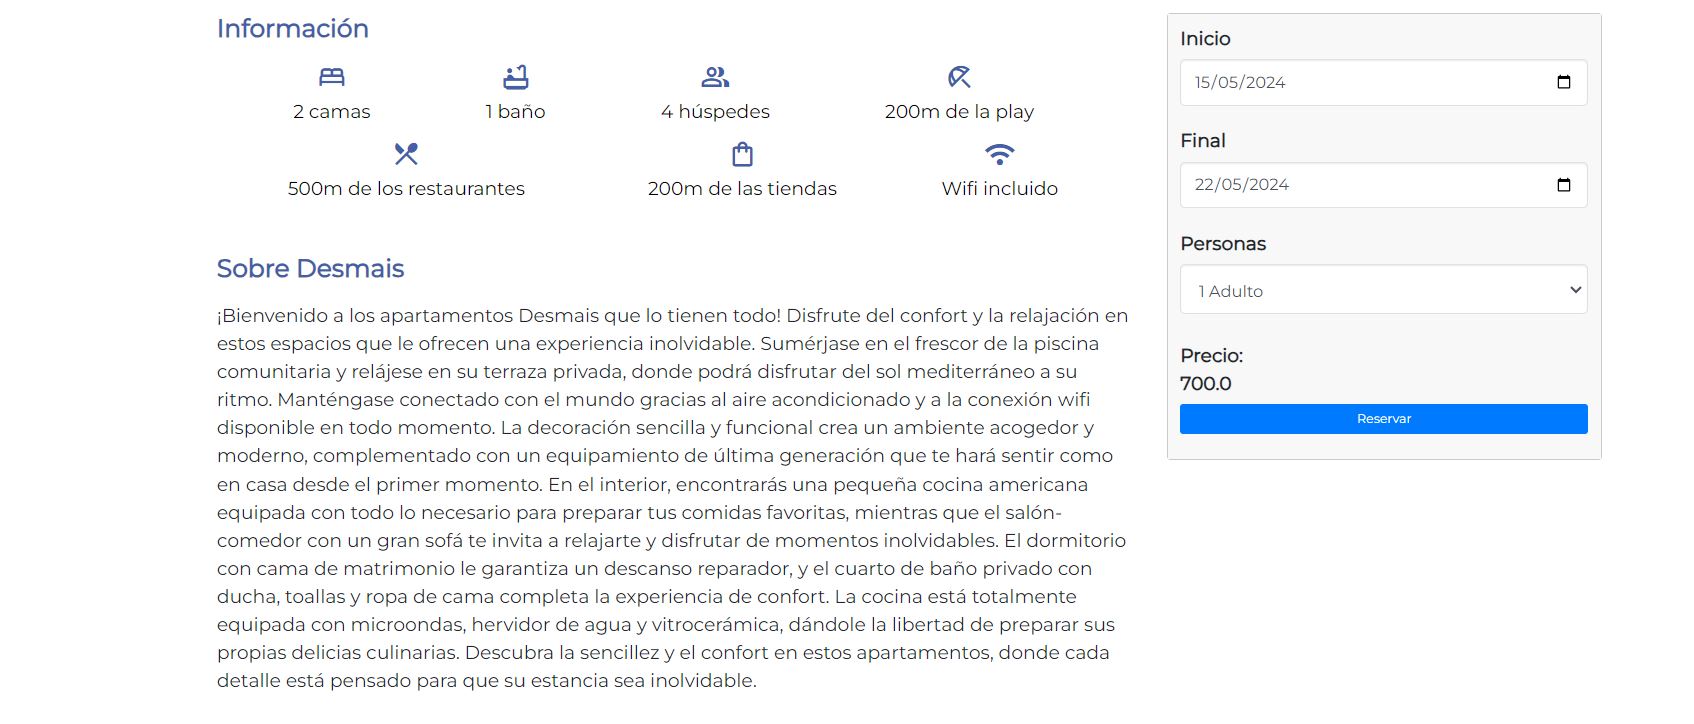 Información
2 camas
1 baño
4 húspedes
200m de la play
500m de los restaurantes
200m de las tiendas
Wifi incluido
Sobre Desmais
¡Bienvenido a los apartamentos Desmais que lo tienen todo! Disfrute del confort y la relajación en
estos espacios que le ofrecen una experiencia inolvidable. Sumérjase en el frescor de la piscina
comunitaria y relájese en su terraza privada, donde podrá disfrutar del sol mediterráneo a su
ritmo. Manténgase conectado con el mundo gracias al aire acondicionado y a la conexión wifi
disponible en todo momento. La decoración sencilla y funcional crea un ambiente acogedor y
moderno, complementado con un equipamiento de última generación que te hará sentir como
en casa desde el primer momento. En el interior, encontrarás una pequeña cocina americana
equipada con todo lo necesario para preparar tus comidas favoritas, mientras que el salón-
comedor con un gran sofá te invita a relajarte y disfrutar de momentos inolvidables. El dormitorio
con cama de matrimonio le garantiza un descanso reparador, y el cuarto de baño privado con
ducha, toallas y ropa de cama completa la experiencia de confort. La cocina está totalmente
equipada con microondas, hervidor de agua y vitrocerámica, dándole la libertad de preparar sus
propias delicias culinarias. Descubra la sencillez y el confort en estos apartamentos, donde cada
detalle está pensado para que su estancia sea inolvidable.
Inicio
15/05/2024
Final
22/05/2024
Personas
1 Adulto
Precio:
700.0
Reservar